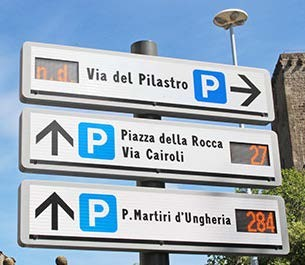 n.d. Via del Pilastro P
P Piazza della Rocca
Via Cairoli 27
P P.Martiri d'Ungheria 284